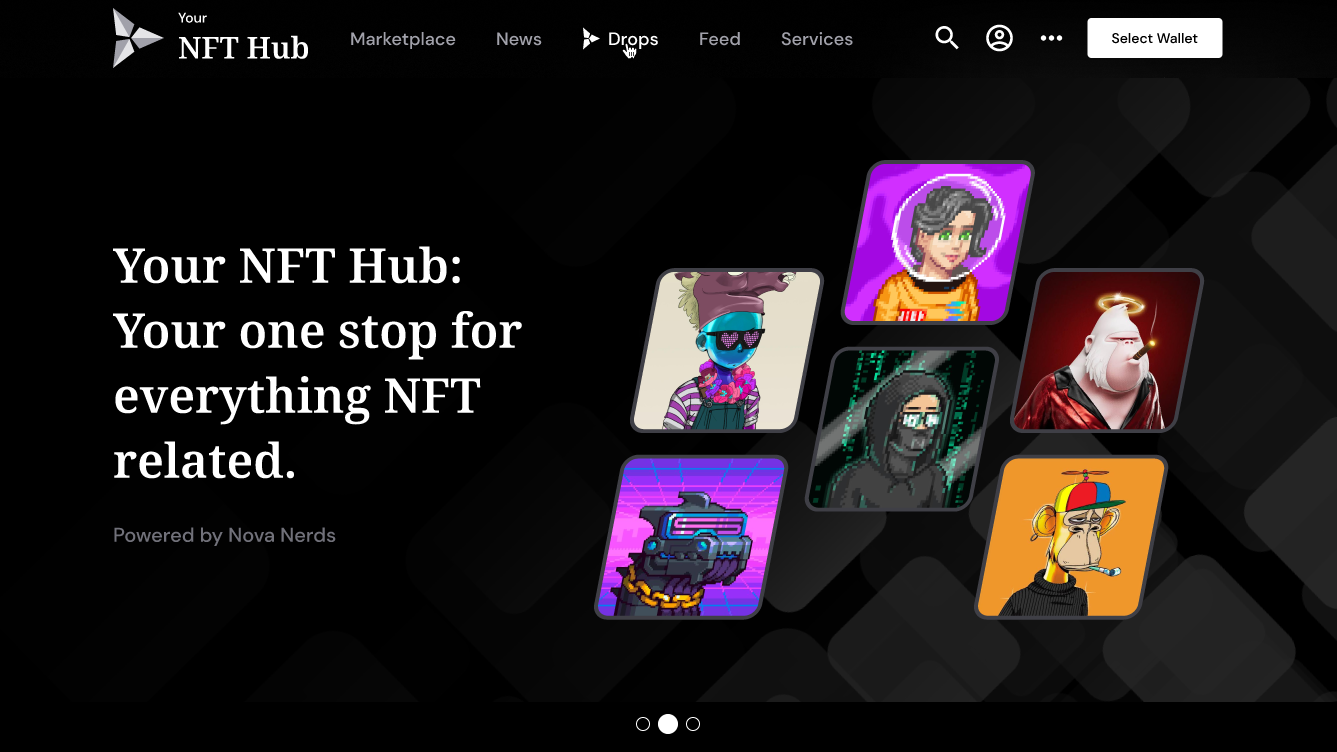 Your
NFT Hub
Marketplace
News
Drops
Feed
Services
Select Wallet
Your NFT Hub:
Your one stop for
everything NFT
related.
Powered by Nova Nerds